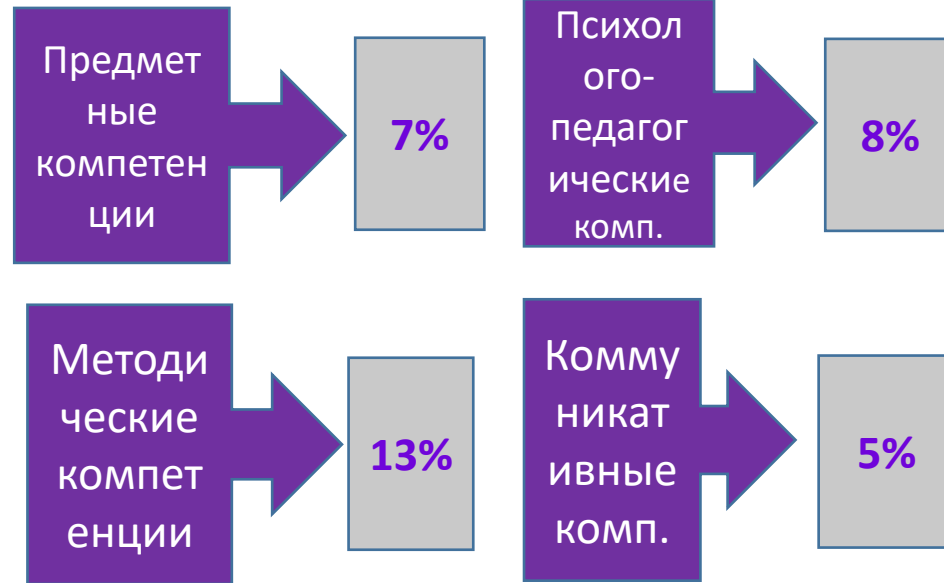 Предмет
ные
компетен
ции
7%
Психол
ого-
педагог
ические
комп.
8%
Методи
ческие
компет
енции
13%
Комму
никат
ивные
комп.
5%